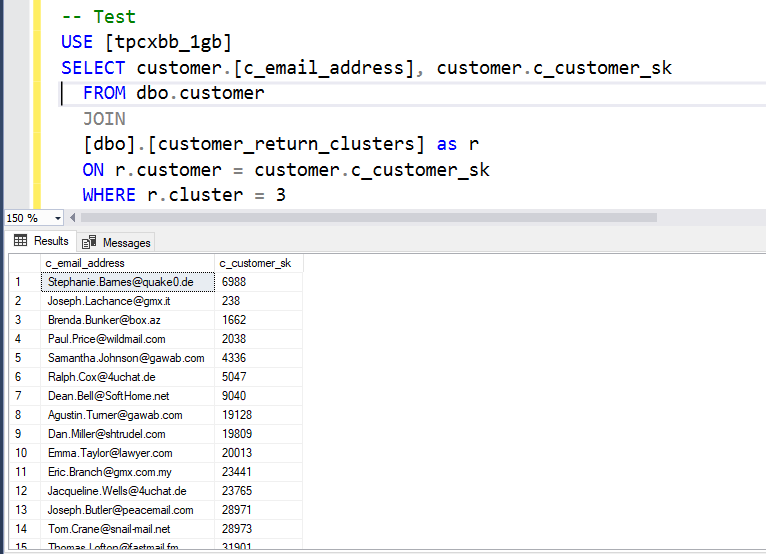 -- Test
USE [tpcxbb_1gb]
SELECT customer.[c_email_address], customer.c_customer_sk
FROM dbo.customer
JOIN
[dbo].[customer_return_clusters] as r
ON r.customer = customer.c_customer_sk
WHERE r.cluster = 3
150 %
Results Messages
c_email_address c_customer_sk
1 Stephanie.Barnes@quake0.de 6988
2 Joseph.Lachance@gmx.it 238
3 Brenda.Bunker@box.az 1662
4 Paul.Price@wildmail.com 2038
5 Samantha.Johnson@gawab.com 4336
6 Ralph.Cox@4uchat.de 5047
7 Dean.Bell@SoftHome.net 9040
8 Agustin.Turner@gawab.com 19128
9 Dan.Miller@shtrudel.com 19809
10 Emma.Taylor@lawyer.com 20013
11 Eric.Branch@gmx.com.my 23441
12 Jacqueline.Wells@4uchat.de 23765
13 Joseph.Butler@peacemail.com 28971
14 Tom.Crane@snail-mail.net 28973
15 Thomas.Lofton@fastmail.fm 31901